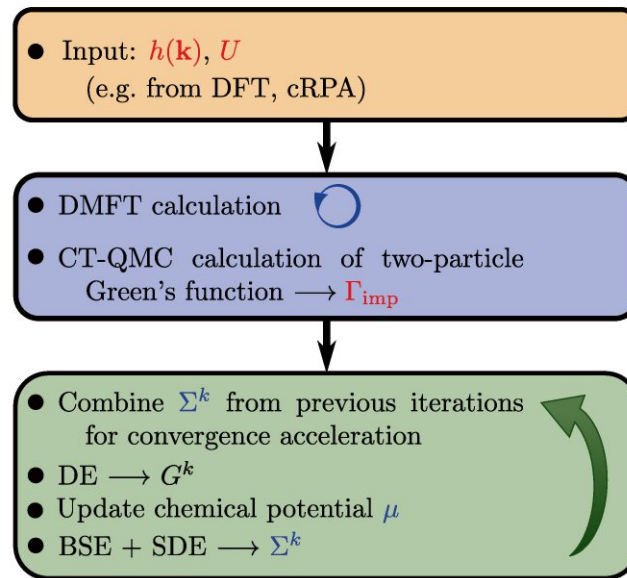 ● Input: h(k), U
(e.g. from DFT, cRPA)
● DMFT calculation
● CT-QMC calculation of two-particle
Green's function ⟶ Γimp
● Combine Σᵏ from previous iterations
for convergence acceleration
● DE ⟶ Gᵏ
● Update chemical potential μ
● BSE + SDE ⟶ Σᵏ